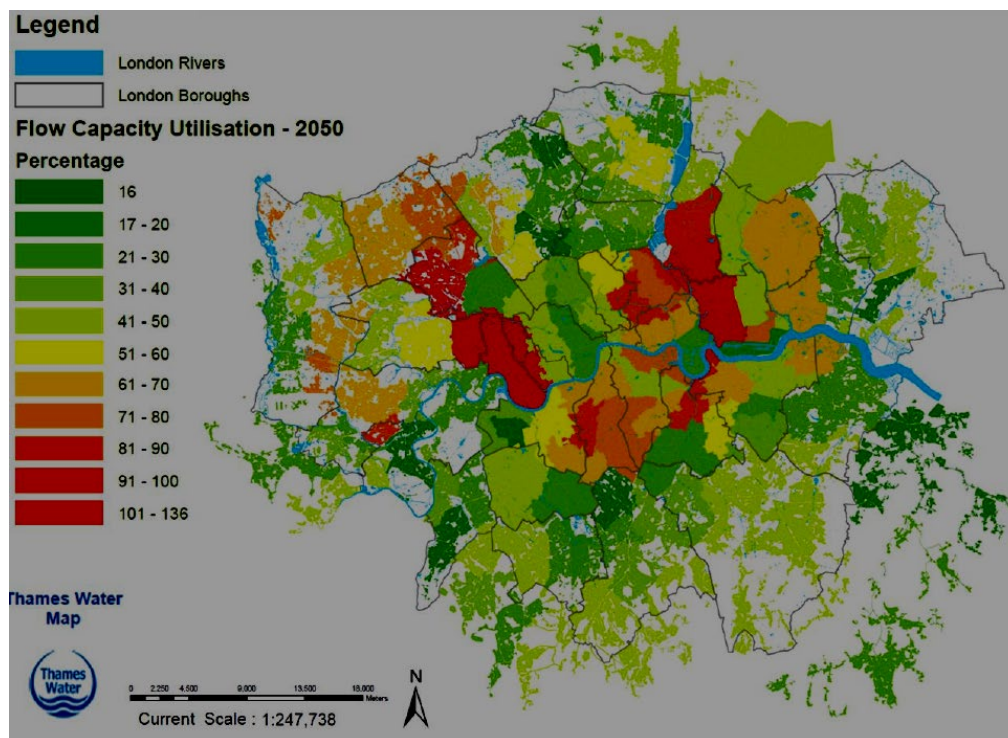 Legend
London Rivers
London Boroughs
Flow Capacity Utilisation - 2050
Percentage
16
17 - 20
21 - 30
31 - 40
41 - 50
51 - 60
61 - 70
71 - 80
81 - 90
91 - 100
101 - 136
Thames Water
Map
Thames
Water
0 2,250 4,500 9,000 13,500 18,000
Meters
Current Scale : 1:247,738
N